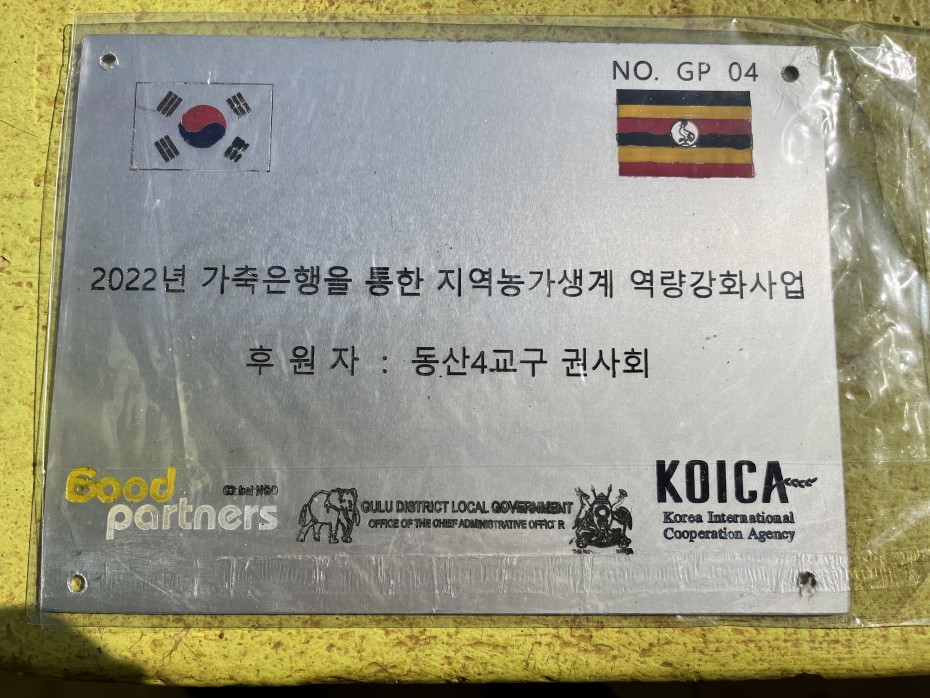 NO. GP 04
2022년 가축은행을 통한 지역농가생계 역량강화사업
후 원 자 : 동산4교구 권사회
Good
partners
Global NGO
GULU DISTRICT LOCAL GOVERNMENT
OFFICE OF THE CHIEF ADMINISTRATIVE OFFICER
KOICA
Korea International
Cooperation Agency